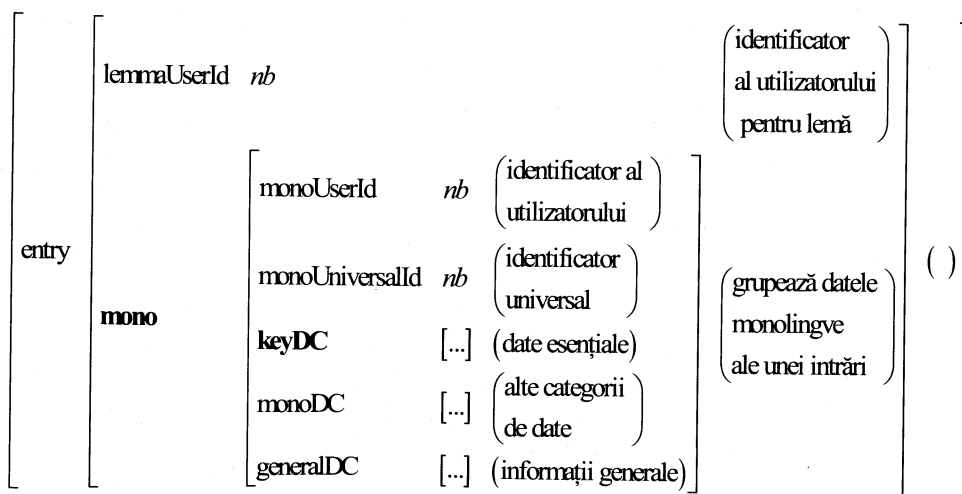 lemmaUserId nb (identificator
al utilizatorului
pentru lemă)
monoUserId nb (identificator al
utilizatorului)
entry
monoUniversalId nb (identificator
universal)
( )
mono
keyDC [...] (date esențiale)
(grupează datele
monolingve
ale unei intrări)
monoDC [...] (alte categorii
de date)
generalDC [...] (informații generale)